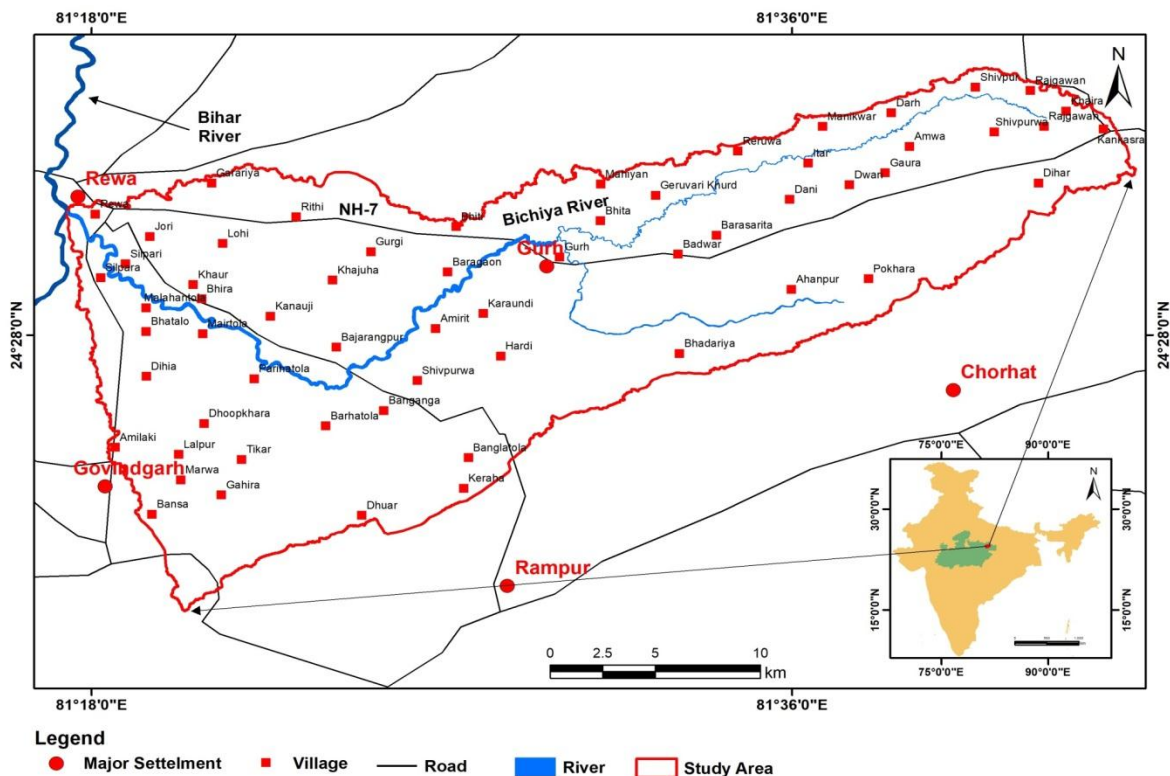 81°18'0"E
81°36'0"E
N
Bihar
River
Shivpur
Rajgawan
Khaira
Darh
Manikwar
Shivpurwa
Rajgawan
Kankasra
Reruwa
Amwa
Itar
Gaura
Dwari
Dihar
Garariya
Mahiyan
Geruvari Khurd
Dani
Rewa
Rewa
Rithi
NH-7
Bichiya River
Bhita
Jori
Lohi
Barasarita
Gurgi
Gurh
Gurh
Badwar
Silpari
Silpara
Khaur
Khajuha
Baragaon
Ahanpur
Pokhara
Bhira
Malahantola
Kanauji
Karaundi
24°28'0"N
24°28'0"N
Bhatalo
Mairtola
Amirit
Bajarangpur
Hardi
Bhadariya
Dihia
Shivpurwa
Chorhat
Banganga
Dhoopkhara
Barhatola
Amilaki
Lalpur
Tikar
Banglatola
Govindgarh
Marwa
Gahira
Keraha
Bansa
Dhuar
Rampur
75°0'0"E
90°0'0"E
N
30°0'0"N
30°0'0"N
15°0'0"N
15°0'0"N
75°0'0"E
90°0'0"E
0 2.5 5 10
km
81°18'0"E
81°36'0"E
Legend
Major Settelment
Village
Road
River
Study Area